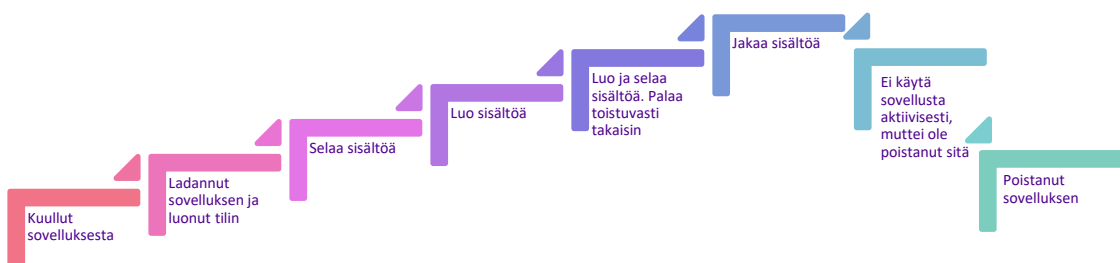 Kuullut
sovelluksesta
Ladannut
sovelluksen ja
luonut tilin
Selaa sisältöä
Luo sisältöä
Luo ja selaa
sisältöä. Palaa
toistuvasti
takaisin
Jakaa sisältöä
Ei käytä
sovellusta
aktiivisesti,
muttei ole
poistanut sitä
Poistanut
sovelluksen